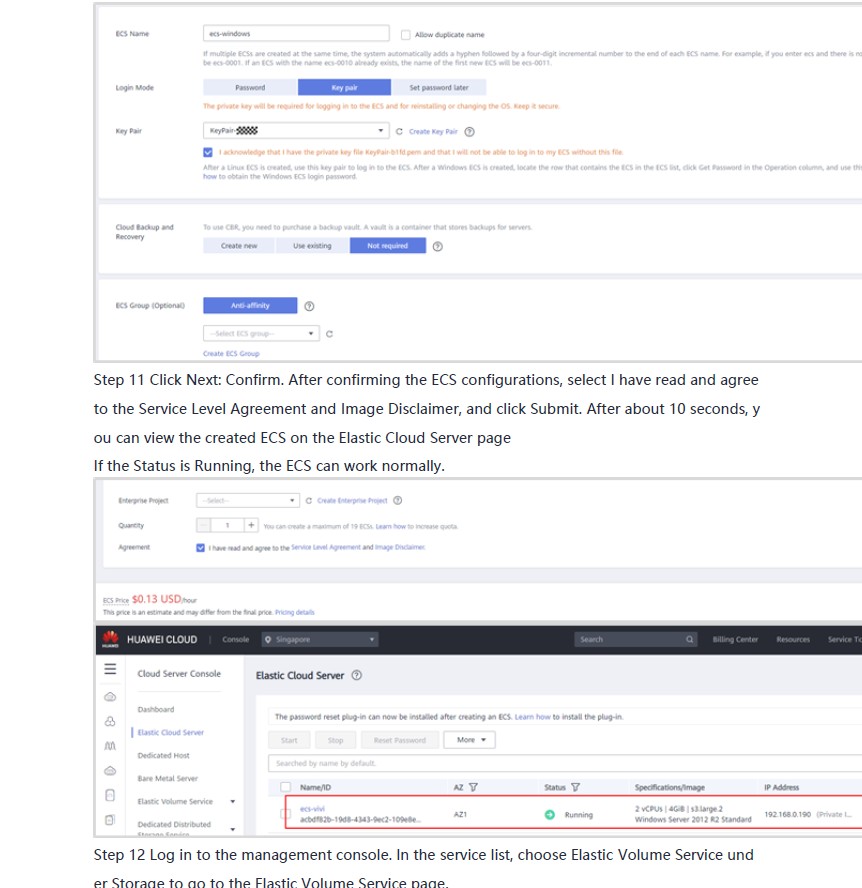 ECS Name
ecs-windows
Allow duplicate name
If multiple ECSs are created at the same time, the system automatically adds a hyphen followed by a four-digit incremental number to the end of each ECS name. For example, if you enter ecs and there is no
be ecs-0001. If an ECS with the name ecs-0010 already exists, the name of the first new ECS will be ecs-0011.
Login Mode
Password
Key pair
Set password later
The private key will be required for logging in to the ECS and for reinstalling or changing the OS. Keep it secure.
Key Pair
KeyPair-
Create Key Pair
I acknowledge that I have the private key file KeyPair-b1fd.pem and that I will not be able to log in to my ECS without this file.
After a Linux ECS is created, use this key pair to log in to the ECS. After a Windows ECS is created, locate the row that contains the ECS in the ECS list, click Get Password in the Operation column, and use this
how to obtain the Windows ECS login password.
Cloud Backup and
Recovery
To use CBR, you need to purchase a backup vault. A vault is a container that stores backups for servers.
Create new
Use existing
Not required
ECS Group (Optional)
Anti-affinity
--Select ECS group--
Create ECS Group
Step 11 Click Next: Confirm. After confirming the ECS configurations, select I have read and agree
to the Service Level Agreement and Image Disclaimer, and click Submit. After about 10 seconds, y
ou can view the created ECS on the Elastic Cloud Server page
If the Status is Running, the ECS can work normally.
Enterprise Project
--Select--
Create Enterprise Project
Quantity
1
You can create a maximum of 19 ECSs. Learn how to increase quota.
Agreement
I have read and agree to the Service Level Agreement and Image Disclaimer.
ECS Price $0.13 USD/hour
This price is an estimate and may differ from the final price. Pricing details
HUAWEI
HUAWEI CLOUD
Console
Singapore
Search
Billing Center
Resources
Service Tic
Cloud Server Console
Dashboard
Elastic Cloud Server
Dedicated Host
Bare Metal Server
Elastic Volume Service
Dedicated Distributed
Storage Service
Elastic Cloud Server
The password reset plug-in can now be installed after creating an ECS. Learn how to install the plug-in.
Start
Stop
Reset Password
More
Searched by name by default.
Name/ID
AZ
Status
Specifications/Image
IP Address
ecs-vivi
acbdf82b-19d8-4343-9ec2-109e8e...
AZ1
Running
2 vCPUs | 4GiB | s3.large.2
Windows Server 2012 R2 Standard
192.168.0.190 (Private I...
Step 12 Log in to the management console. In the service list, choose Elastic Volume Service und
er Storage to go to the Elastic Volume Service page.